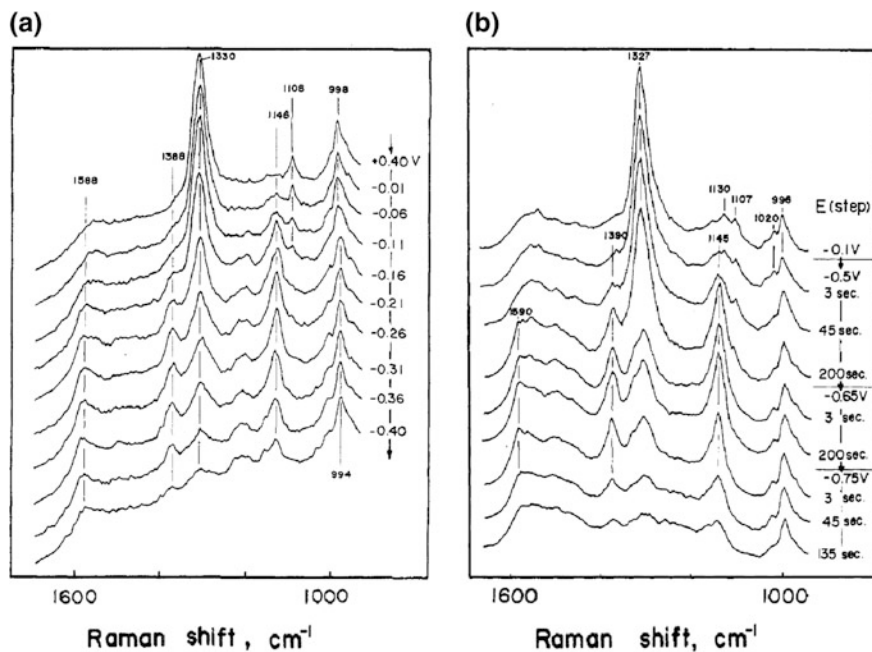 (a)
1330
1108
998
1146
1388
1588
+0.40 V
-0.01
-0.06
-0.11
-0.16
-0.21
-0.26
-0.31
-0.36
-0.40
994
1600
1000
Raman shift, cm-1
(b)
1327
1130
1107
996
1020
E (step)
1390
1145
-0.1V
-0.5V
3 sec.
45 sec.
1590
200 sec.
-0.65V
3 sec.
200 sec.
-0.75V
3 sec.
45 sec.
135 sec.
1600
1000
Raman shift, cm-1